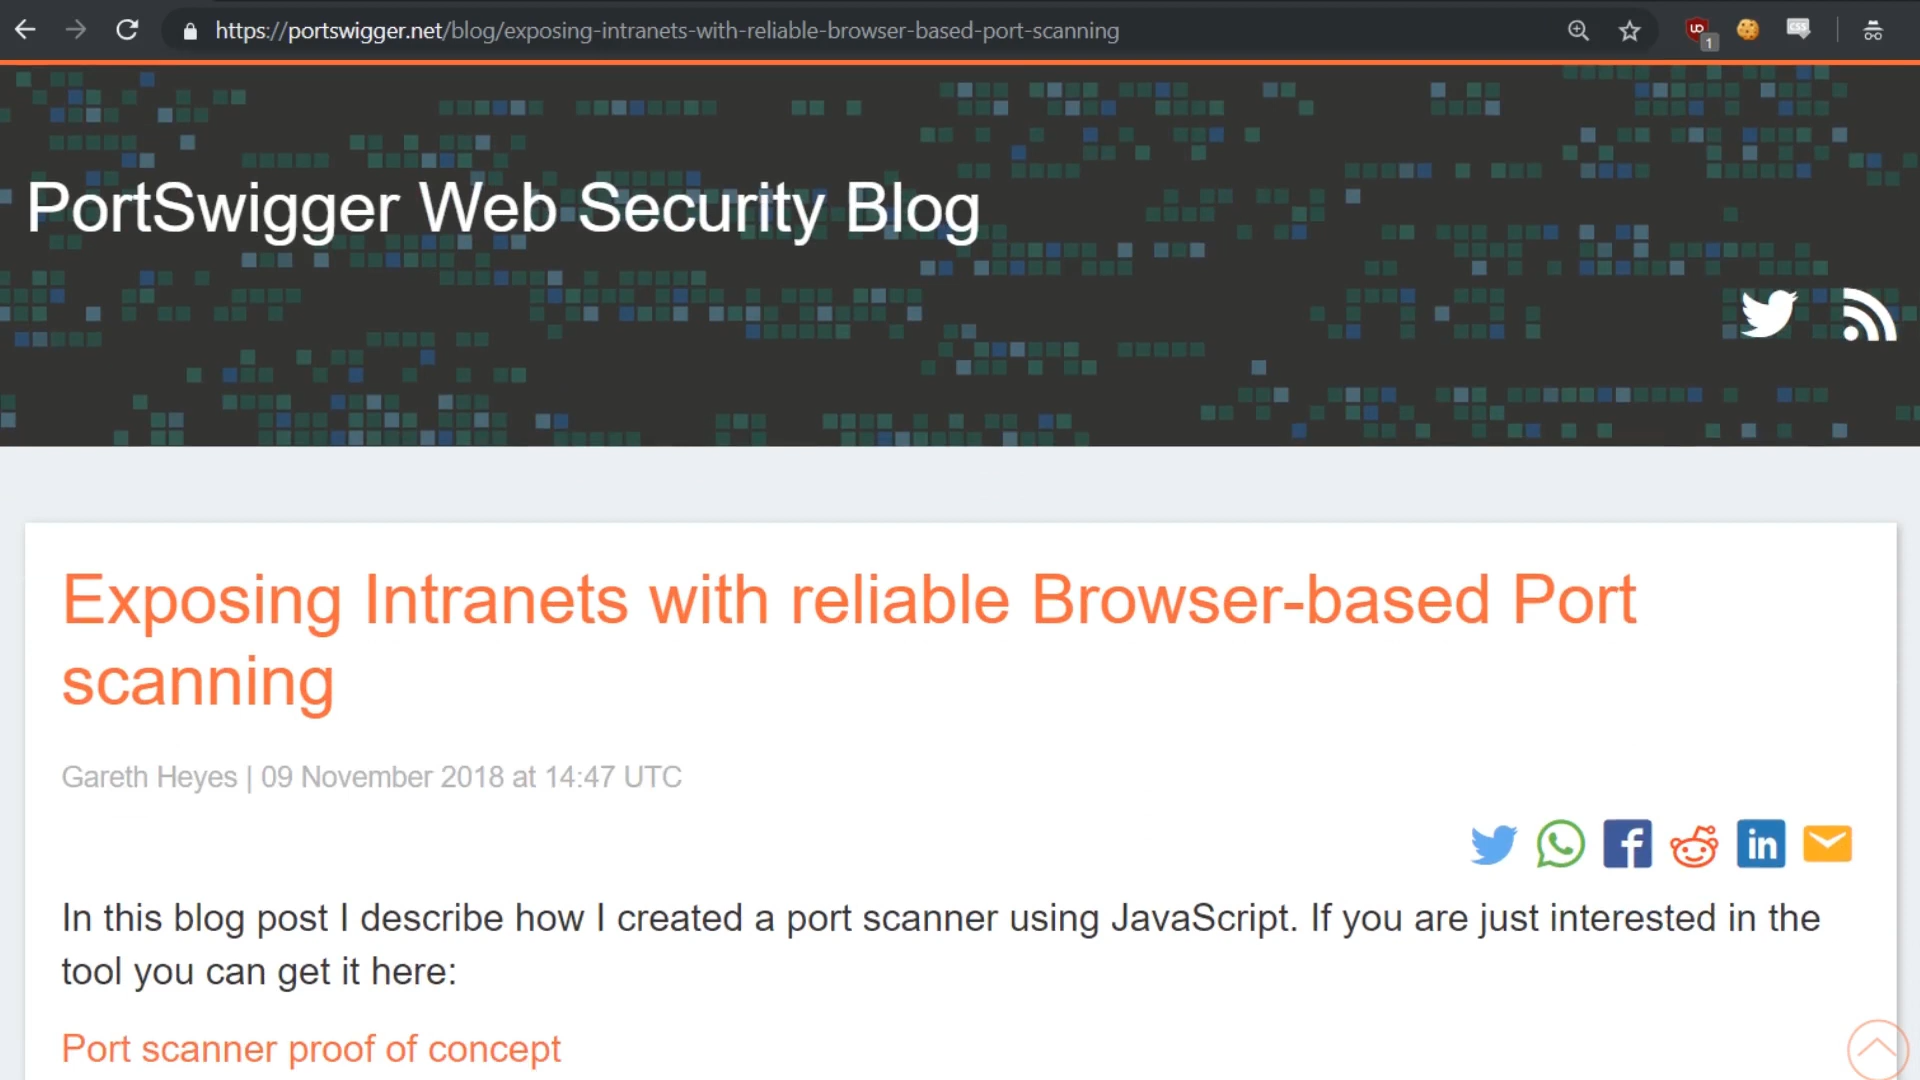 https://portswigger.net/blog/exposing-intranets-with-reliable-browser-based-port-scanning
1
CSS
PortSwigger Web Security Blog
Exposing Intranets with reliable Browser-based Port
scanning
Gareth Heyes | 09 November 2018 at 14:47 UTC
in
In this blog post I describe how I created a port scanner using JavaScript. If you are just interested in the
tool you can get it here:
Port scanner proof of concept